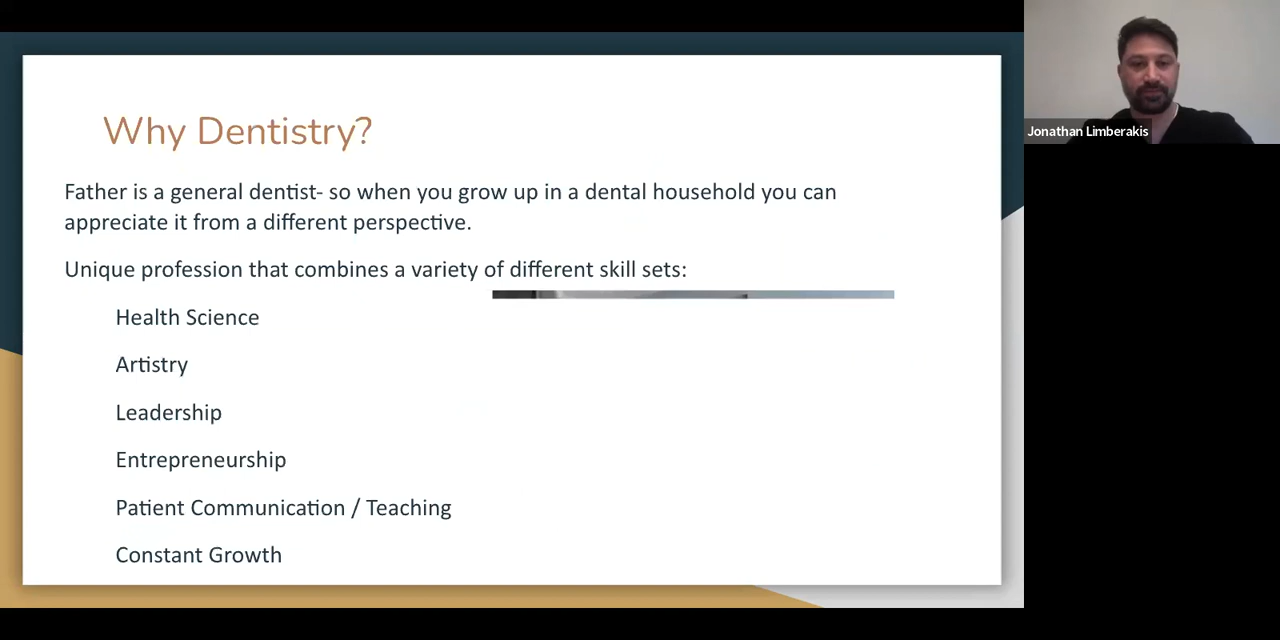 Why Dentistry?
Father is a general dentist- so when you grow up in a dental household you can
appreciate it from a different perspective.
Unique profession that combines a variety of different skill sets:
Health Science
Artistry
Leadership
Entrepreneurship
Patient Communication / Teaching
Constant Growth
Jonathan Limberakis